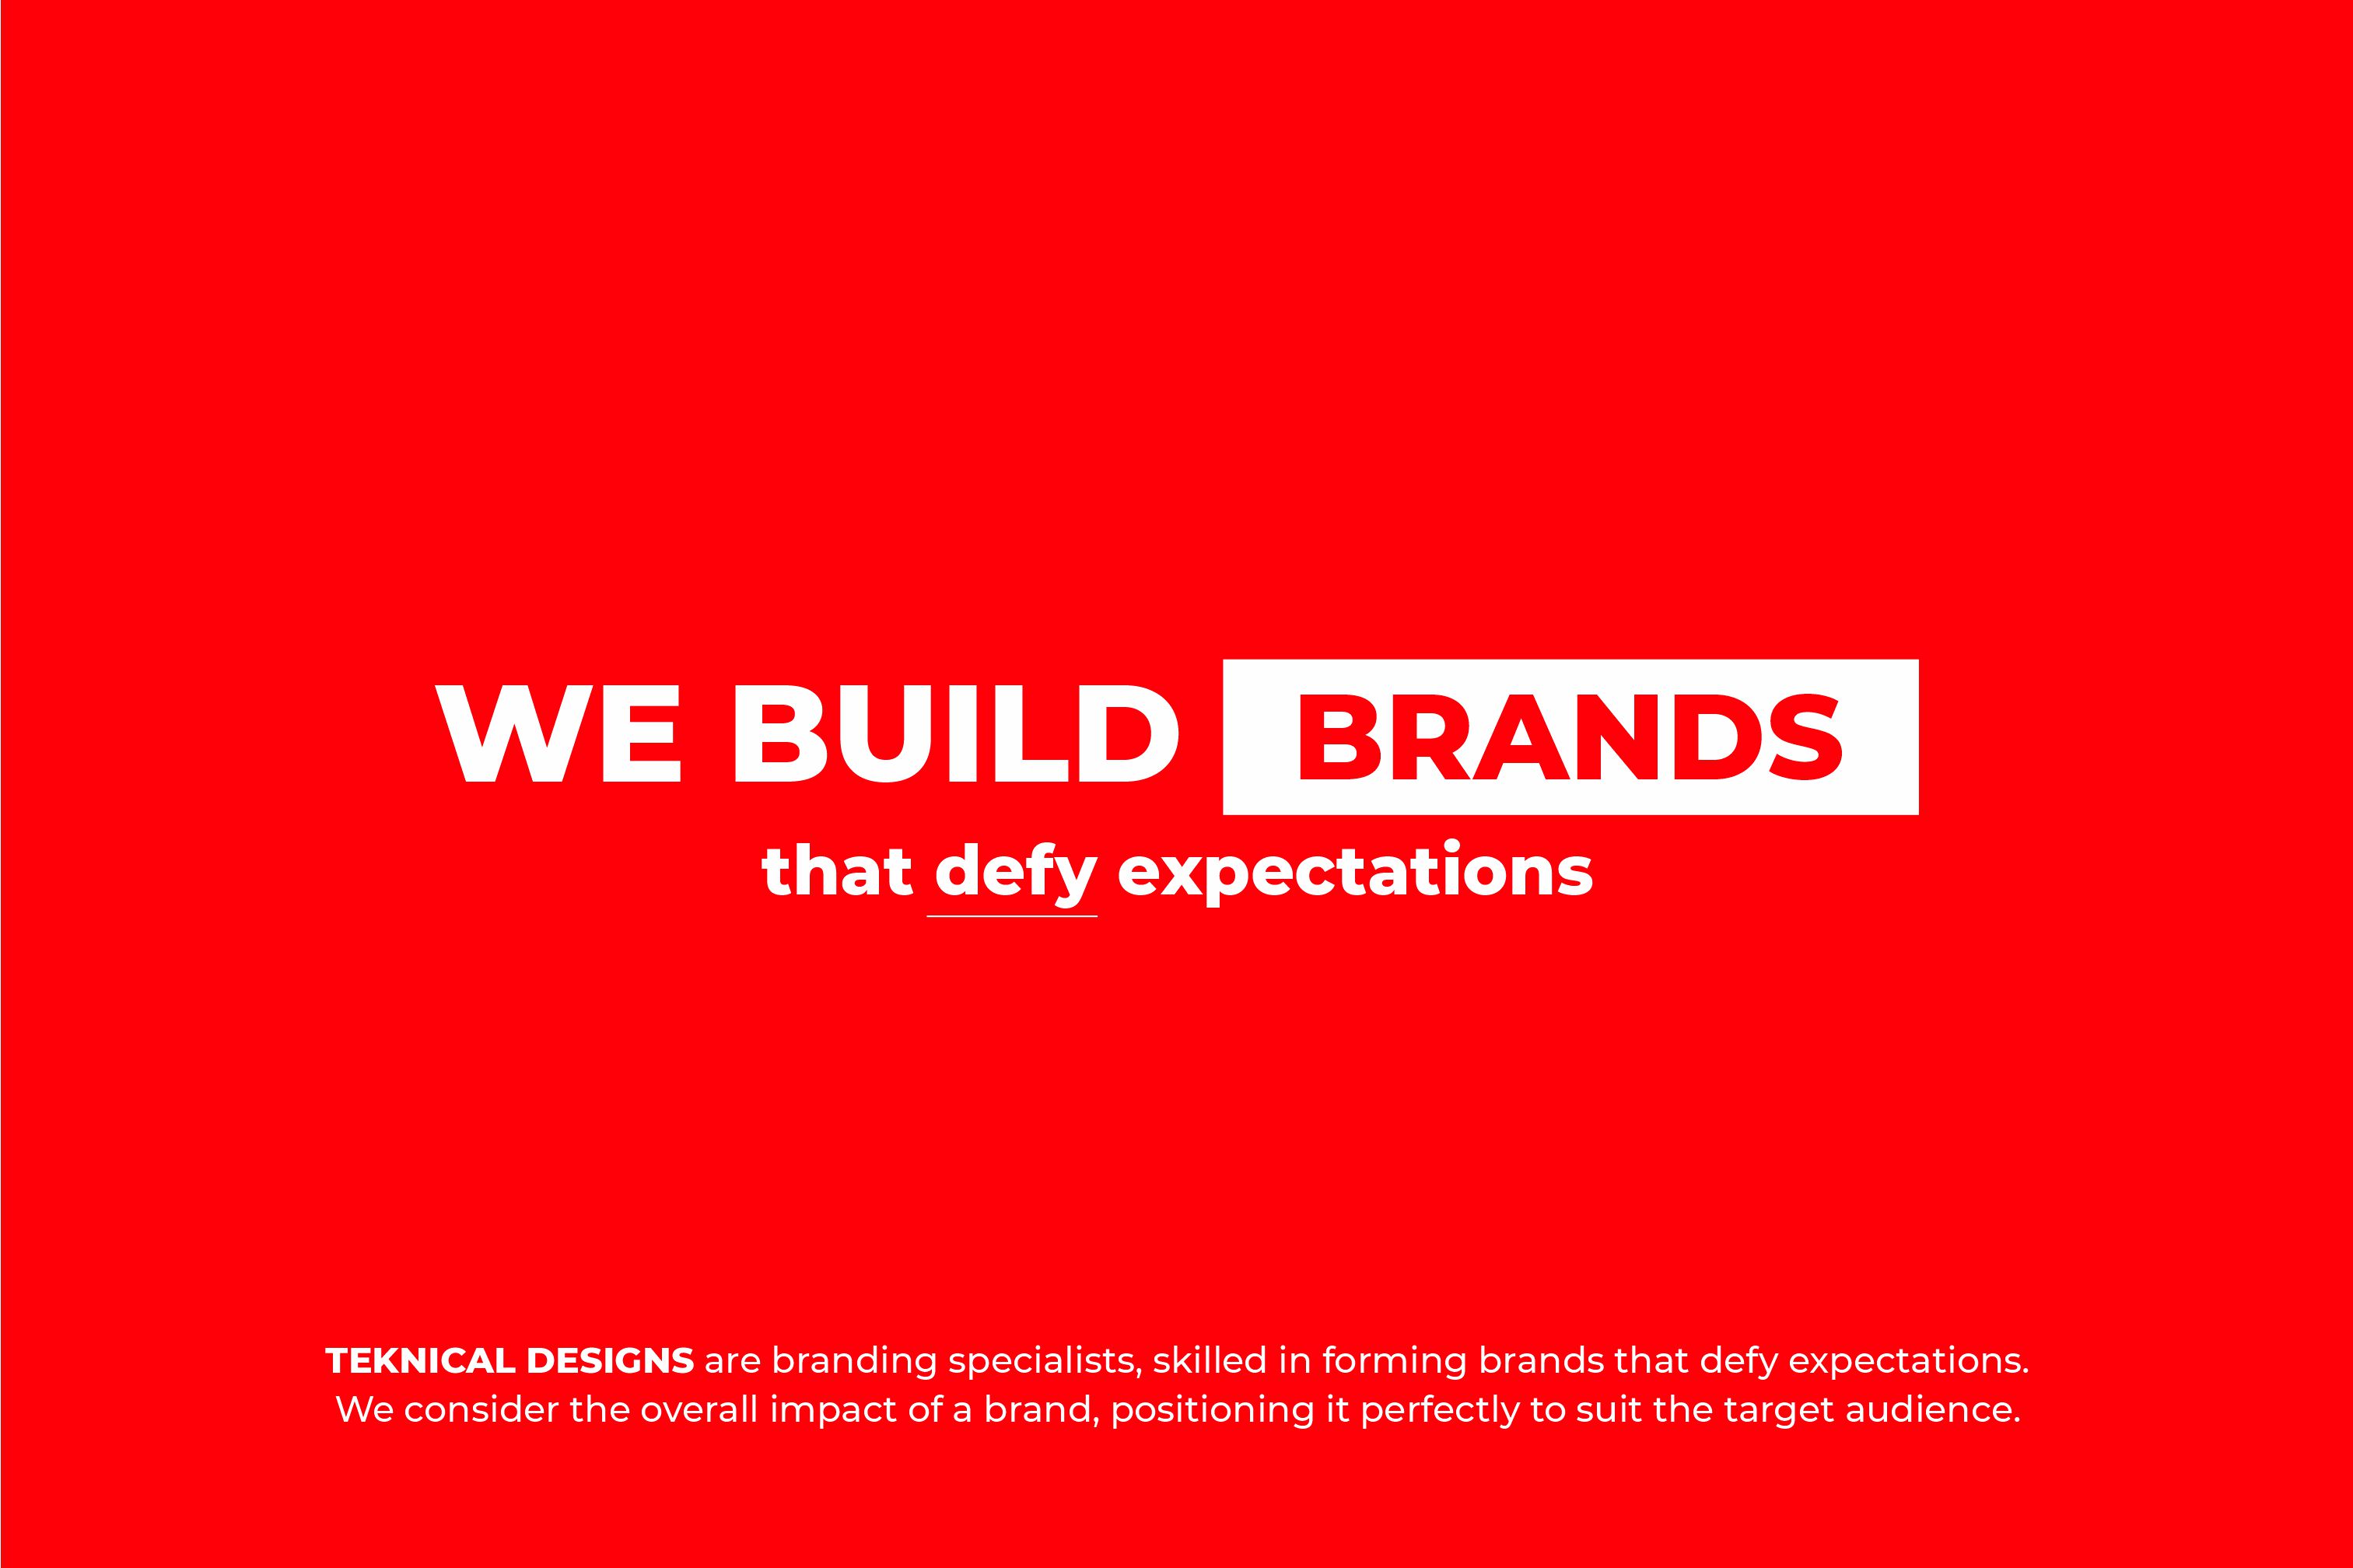 WE BUILD BRANDS
that defy expectations
TEKNICAL DESIGNS are branding specialists, skilled in forming brands that defy expectations.
We consider the overall impact of a brand, positioning it perfectly to suit the target audience.